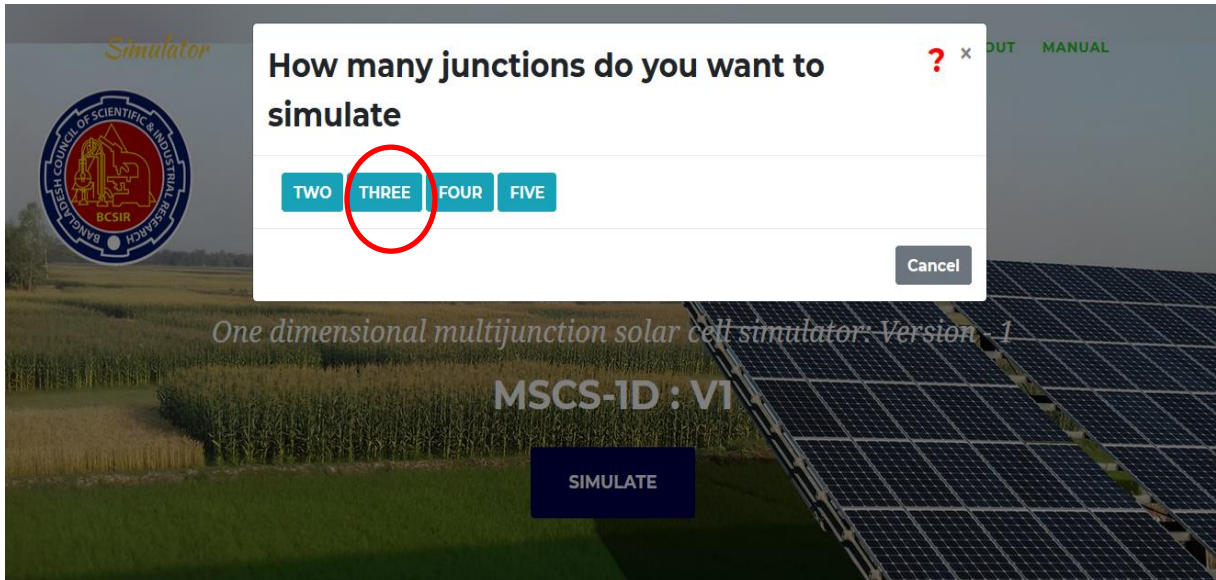 Simulator
OUT MANUAL
How many junctions do you want to
simulate
? ×
TWO THREE FOUR FIVE
Cancel
BANGLADESH COUNCIL OF SCIENTIFIC & INDUSTRIAL RESEARCH
BCSIR
One dimensional multijunction solar cell simulator: Version - 1
MSCS-1D : V1
SIMULATE